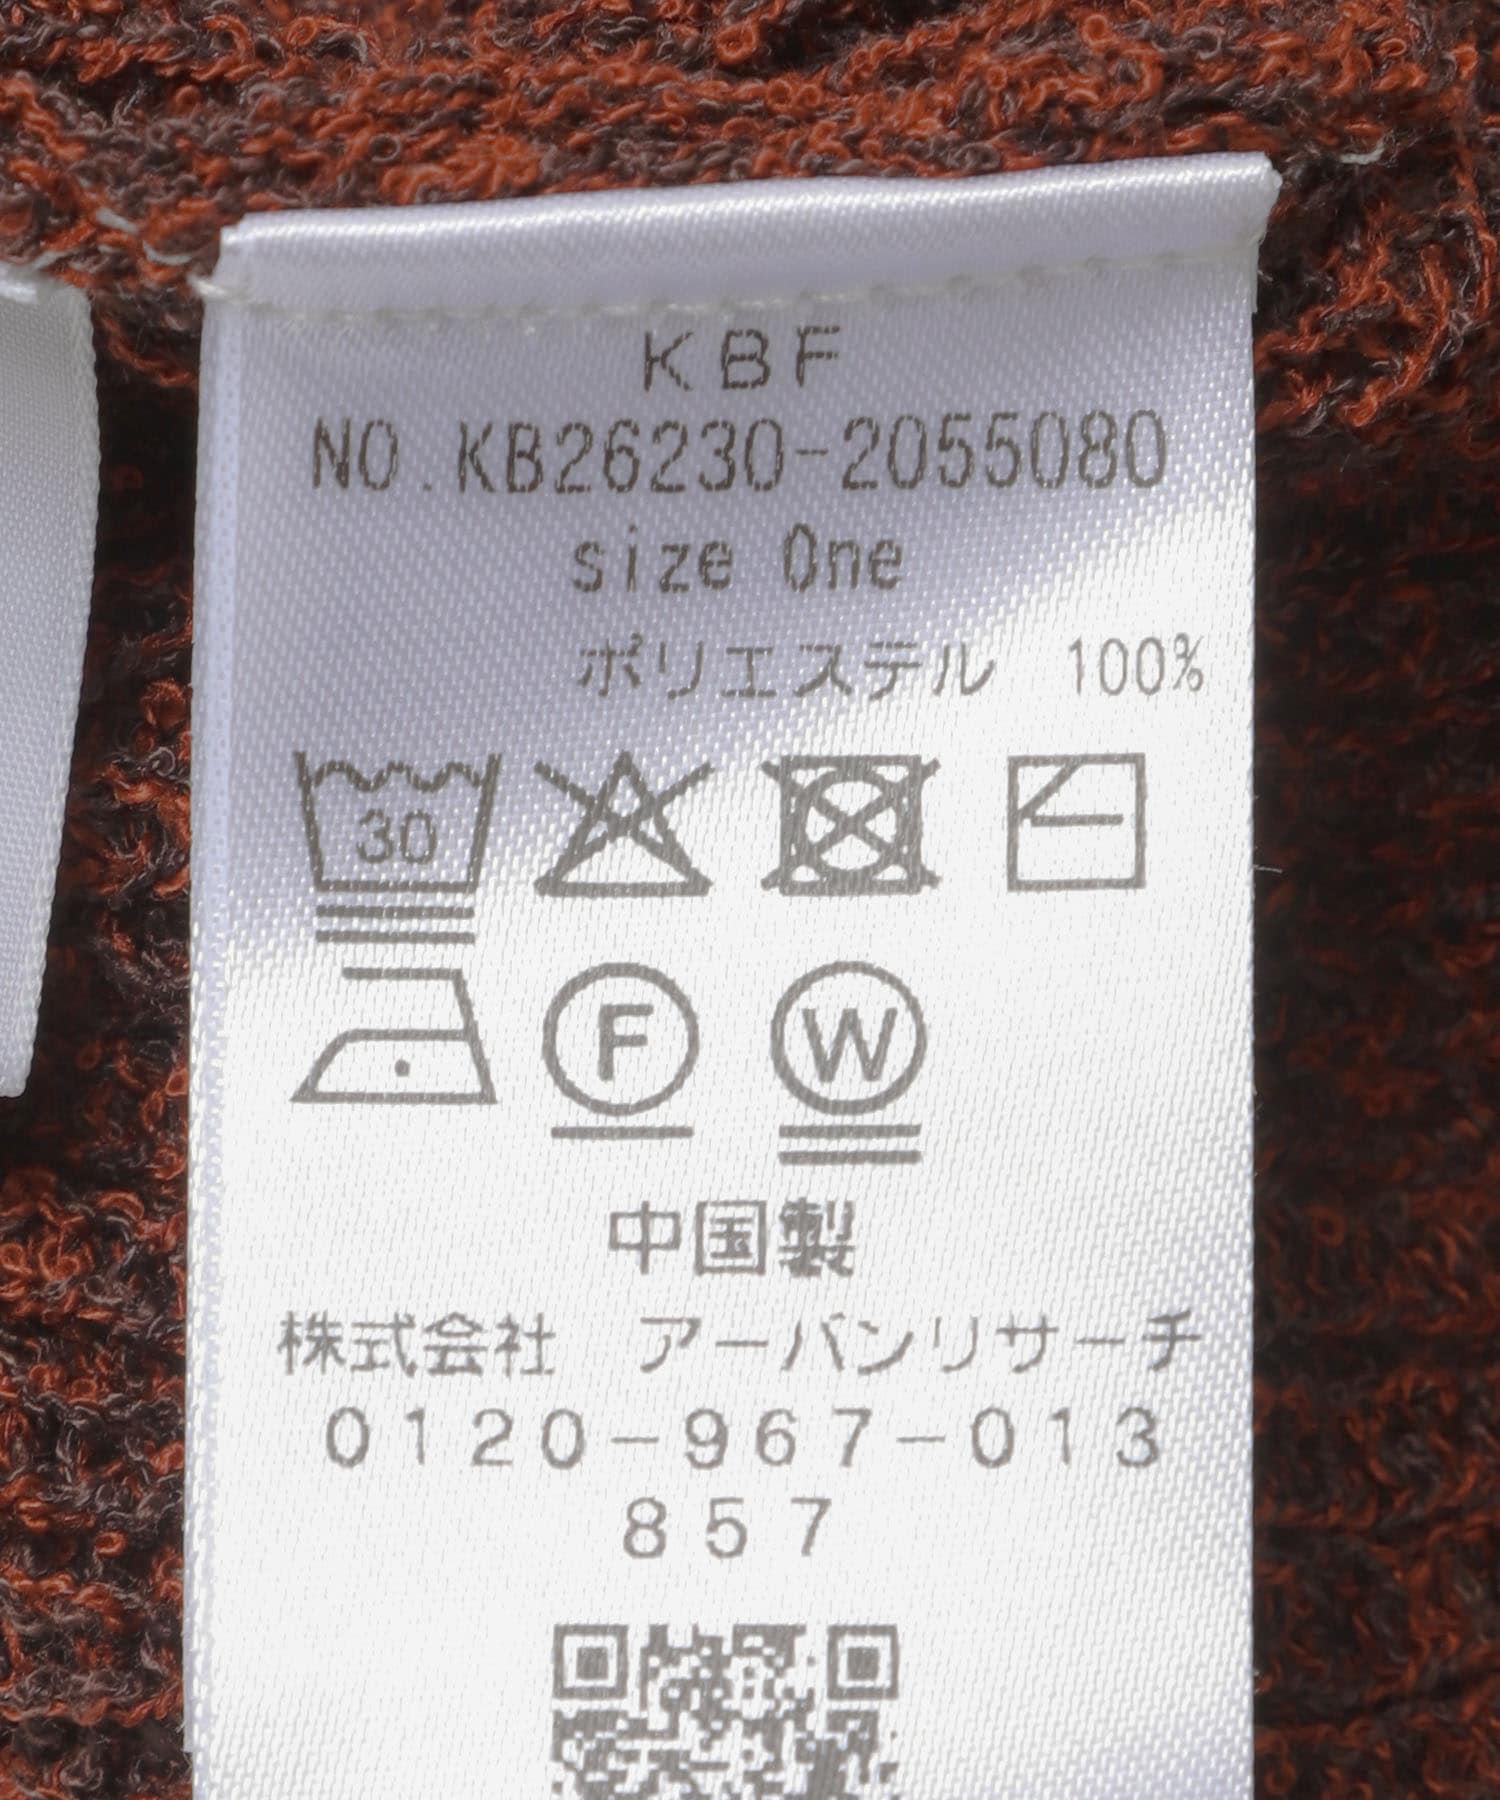 KBF
NO.KB26230-2055080
size One
ポリエステル 100%
30
F W
中国製
株式会社 アーバンリサーチ
0120-967-013
857